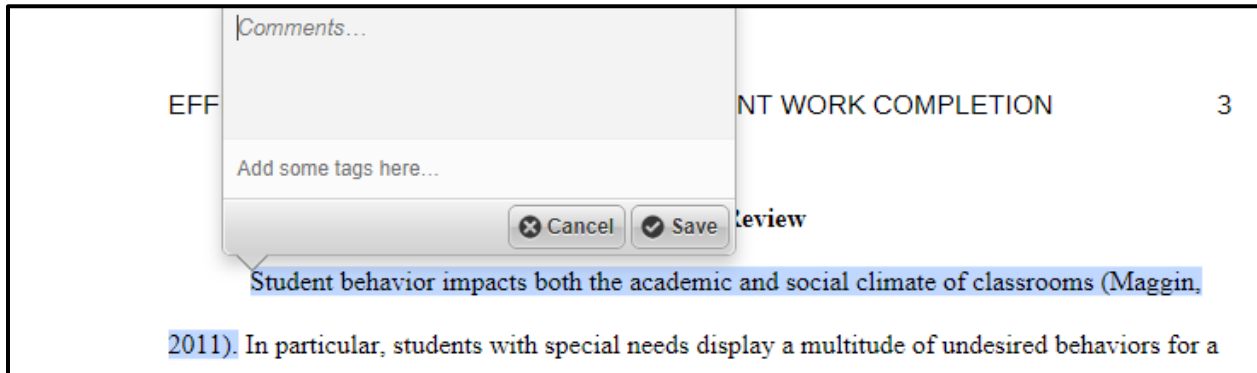 Comments…
EFF
NT WORK COMPLETION
3
Add some tags here…
Cancel
Save
Review
Student behavior impacts both the academic and social climate of classrooms (Maggin,
2011). In particular, students with special needs display a multitude of undesired behaviors for a